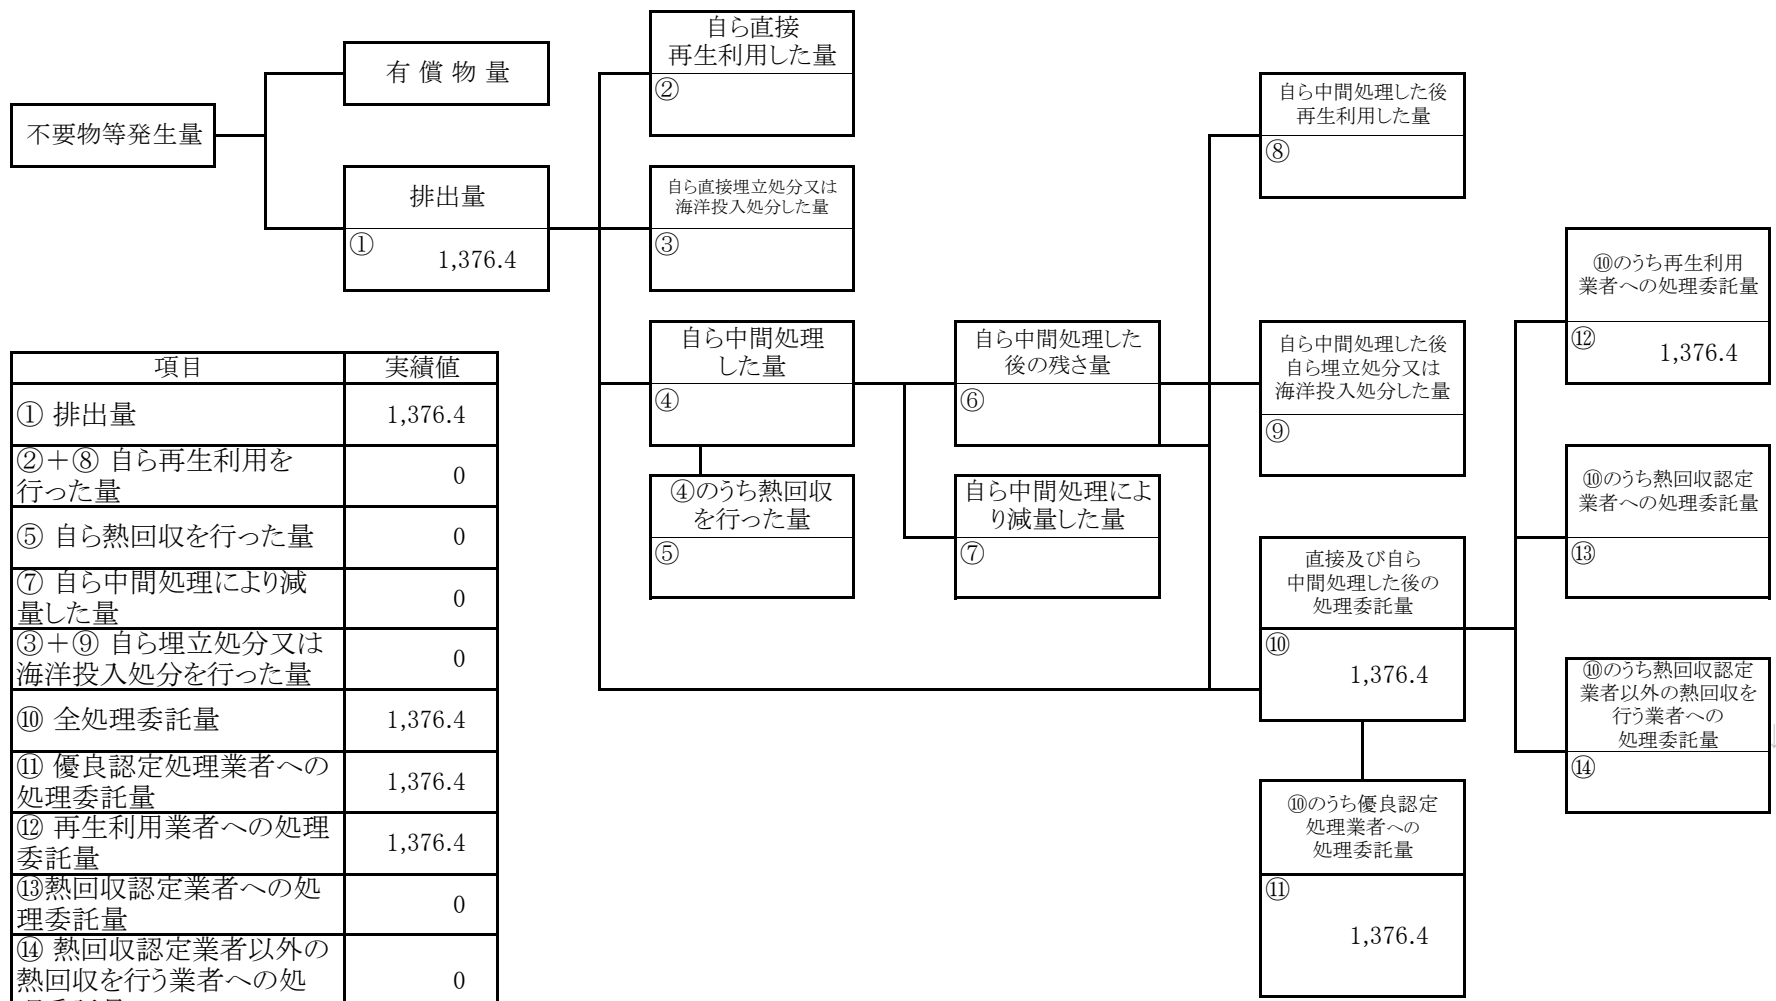 自ら直接
再生利用した量
②
有 償 物 量
不要物等発生量
排出量
①
1,376.4
自ら直接埋立処分又は
海洋投入処分した量
③
自ら中間処理した後
再生利用した量
⑧
自ら中間処理
した量
④
自ら中間処理した
後の残さ量
⑥
自ら中間処理した後
自ら埋立処分又は
海洋投入処分した量
⑨
⑩のうち再生利用
業者への処理委託量
⑫
1,376.4
④のうち熱回収
を行った量
⑤
自ら中間処理によ
り減量した量
⑦
⑩のうち熱回収認定
業者への処理委託量
⑬
直接及び自ら
中間処理した後の
処理委託量
⑩
1,376.4
⑩のうち熱回収認定
業者以外の熱回収を
行う業者への
処理委託量
⑭
⑩のうち優良認定
処理業者への
処理委託量
⑪
1,376.4
項目 実績値
① 排出量 1,376.4
②＋⑧ 自ら再生利用を
行った量
0
⑤ 自ら熱回収を行った量 0
⑦ 自ら中間処理により減
量した量
0
③＋⑨ 自ら埋立処分又は
海洋投入処分を行った量
0
⑩ 全処理委託量 1,376.4
⑪ 優良認定処理業者への
処理委託量
1,376.4
⑫ 再生利用業者への処理
委託量
1,376.4
⑬熱回収認定業者への処
理委託量
0
⑭ 熱回収認定業者以外の
熱回収を行う業者への処
0